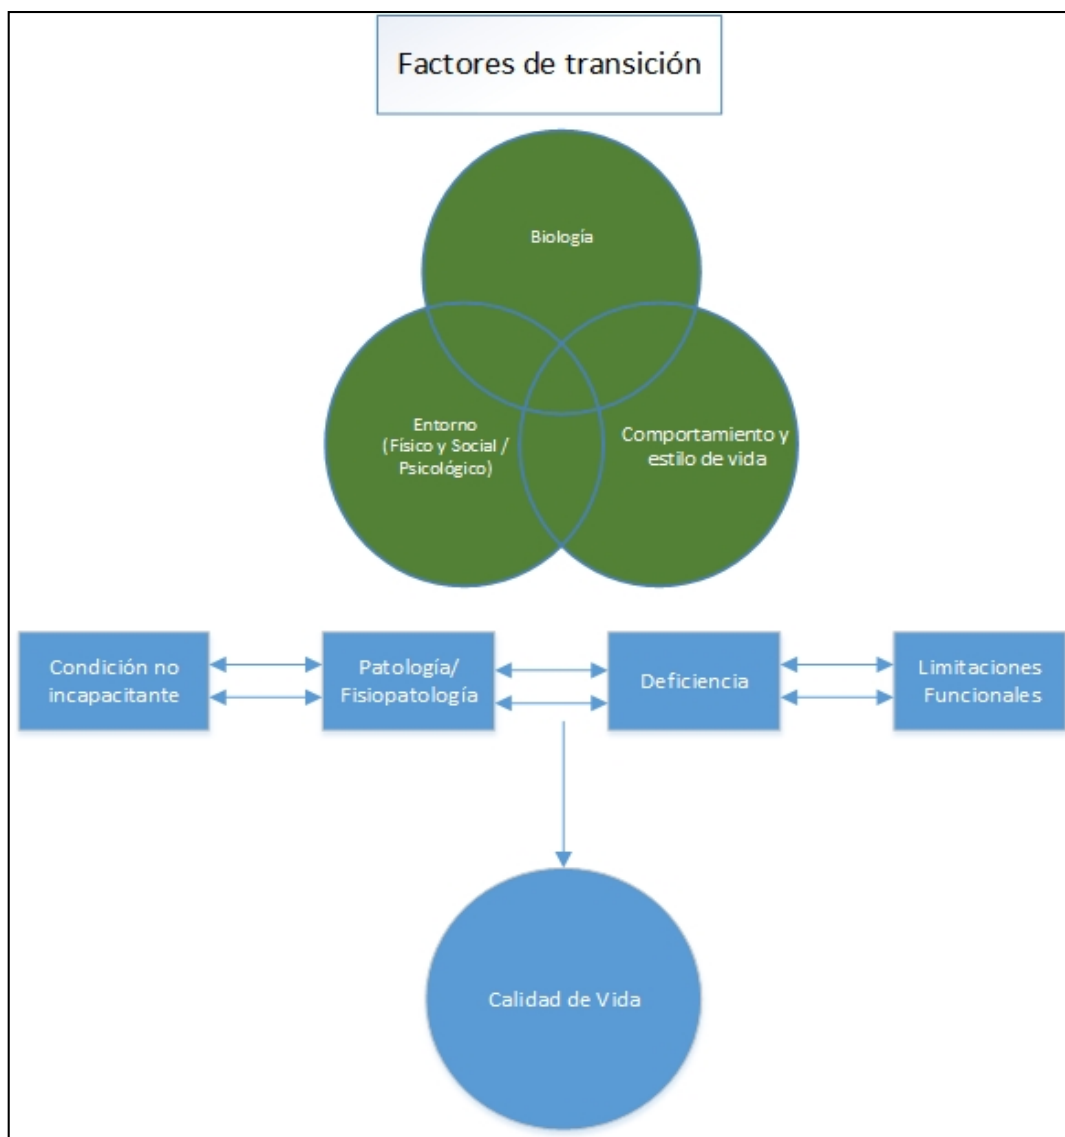 Factores de transición
Biología
Entorno
(Físico y Social /
Psicológico)
Comportamiento y
estilo de vida
Condición no
incapacitante
Patología/
Fisiopatología
Deficiencia
Limitaciones
Funcionales
Calidad de Vida